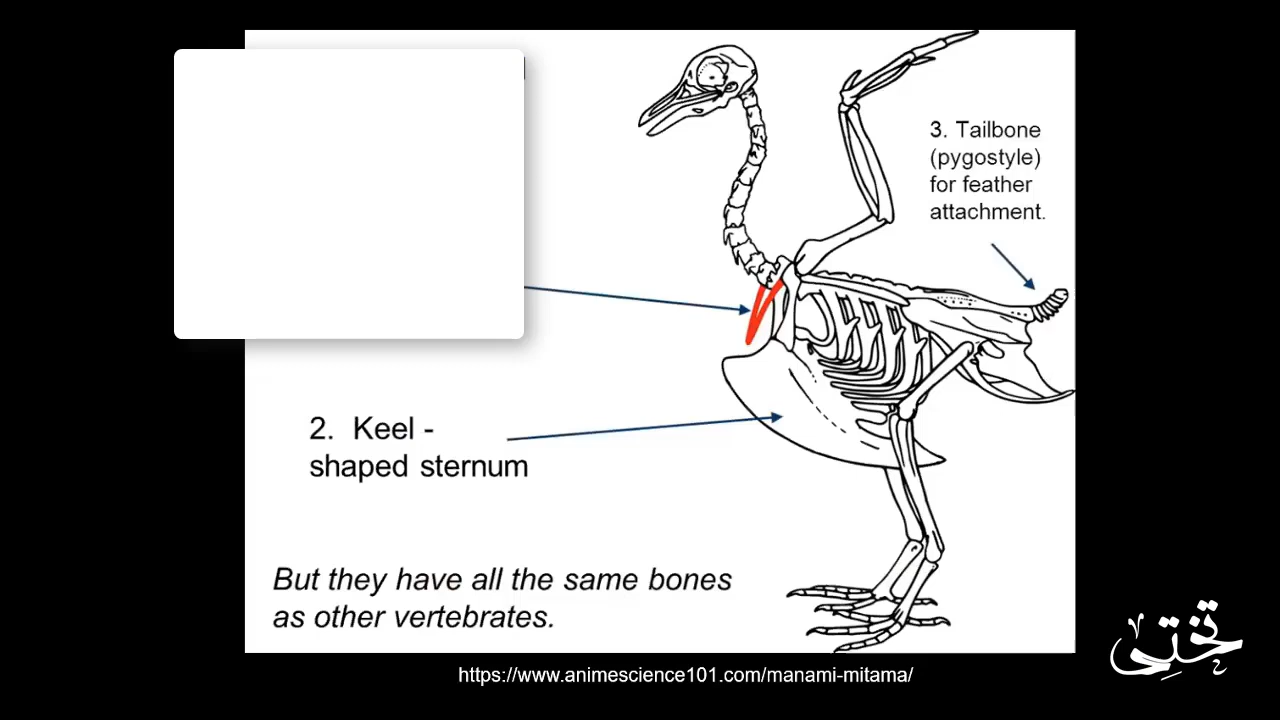 3. Tailbone
(pygostyle)
for feather
attachment.
2. Keel -
shaped sternum
But they have all the same bones
as other vertebrates.
https://www.animescience101.com/manami-mitama/
تختی